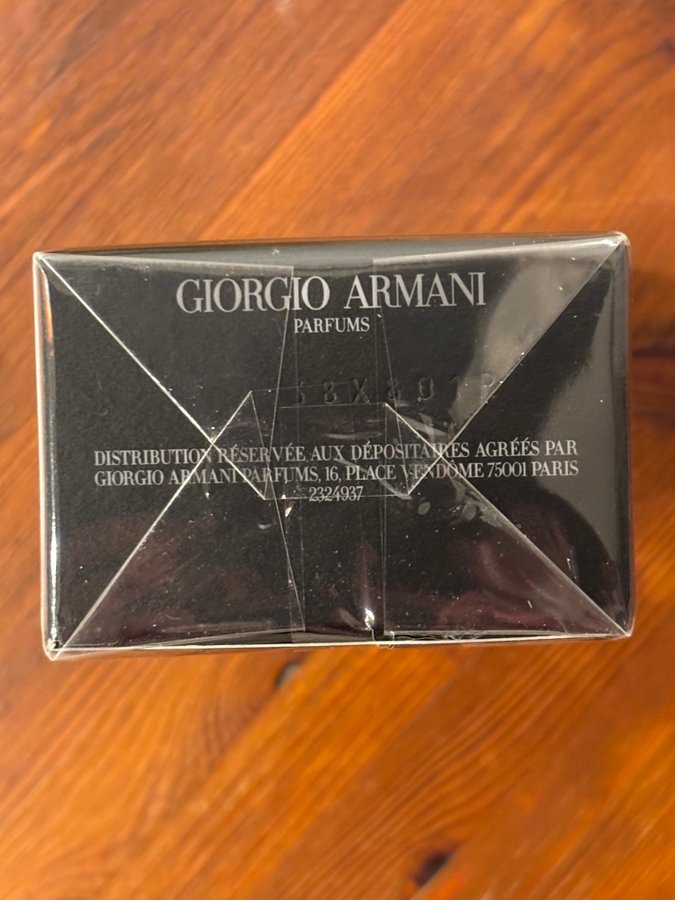 GIORGIO ARMANI
PARFUMS
DISTRIBUTION RÉSERVÉE AUX DÉPOSITAIRES AGRÉÉS PAR
GIORGIO ARMANI PARFUMS, 16, PLACE VENDÔME 75001 PARIS
2324937